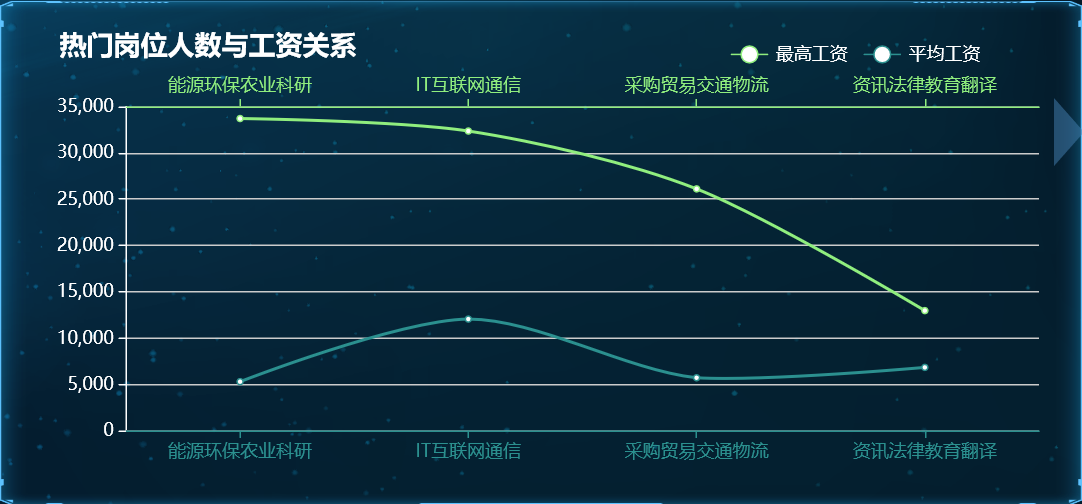 热门岗位人数与工资关系
最高工资 平均工资
能源环保农业科研 IT互联网通信 采购贸易交通物流 资讯法律教育翻译
35,000
30,000
25,000
20,000
15,000
10,000
5,000
0
能源环保农业科研 IT互联网通信 采购贸易交通物流 资讯法律教育翻译